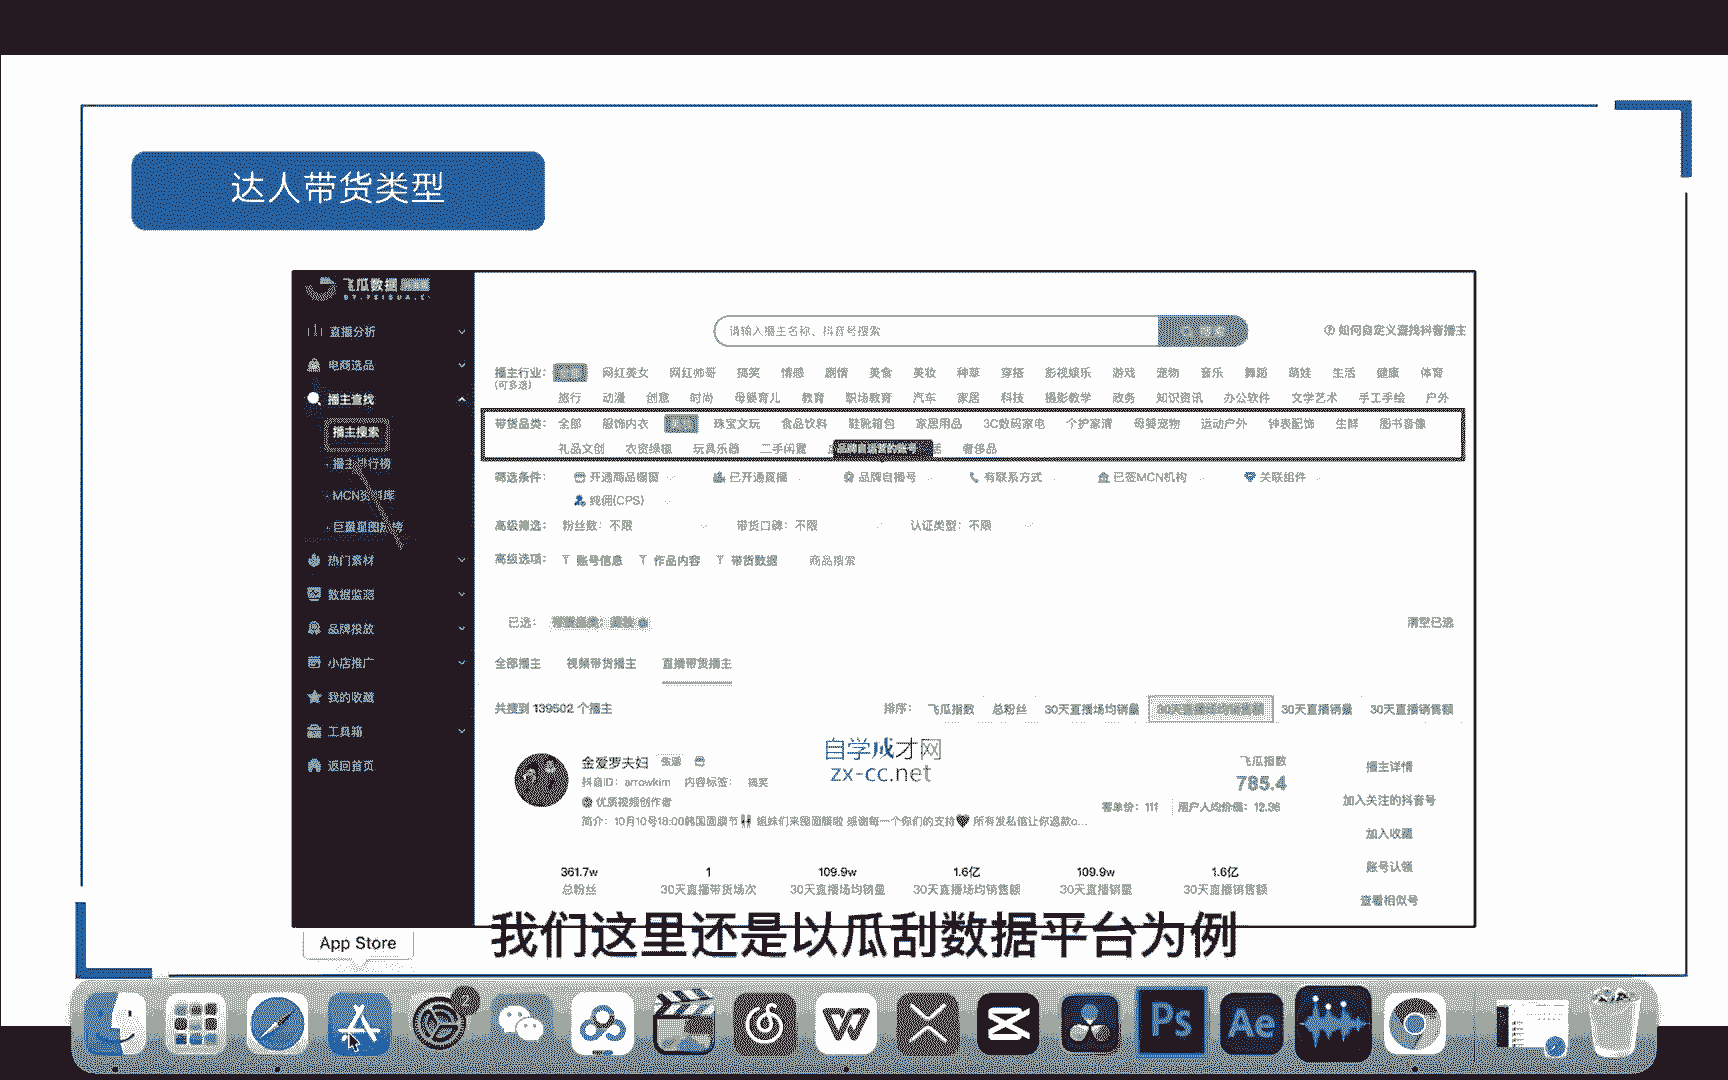 达人带货类型
飞瓜数据
直播分析
电商选品
播主查找
播主搜索
播主排行榜
MCN资料库
热门素材
数据监测
品牌投放
小店推广
我的收藏
工具箱
返回首页
请输入播主名称、抖音号搜索
如何自定义查找抖音播主
播主行业: 网红美女 网红帅哥 搞笑 情感 剧情 美食 美妆 种草 穿搭 影视娱乐 游戏 宠物 音乐 舞蹈 萌娃 生活 健康 体育
(可多选)
旅行 动漫 创意 时尚 母婴育儿 教育 职场教育 汽车 家居 科技 摄影教学 政务 知识资讯 办公软件 文学艺术 手工手绘 户外
带货品类: 全部 服饰内衣 珠宝文玩 食品饮料 鞋靴箱包 家居用品 3C数码家电 个护家清 母婴宠物 运动户外 钟表配饰 生鲜 图书音像
礼品文创 农资绿植 玩具乐器 二手闲置 奢侈品
筛选条件: 开通商品橱窗 已开通直播 品牌自播号 有联系方式 已签MCN机构 关联组件
纯佣(CPS)
高级筛选: 粉丝数: 不限 带货口碑: 不限 认证类型: 不限
高级选项: 账号信息 作品内容 带货数据 商品搜索
已选: 清空已选
全部播主 视频带货播主 直播带货播主
共搜到 139502 个播主
排序: 飞瓜指数 总粉丝 30天直播场均销量 30天直播场均销售额 30天直播销量 30天直播销售额
金爱罗夫妇
抖音ID: arrowkim 内容标签: 搞笑
优质视频创作者
简介: 10月10号18:00韩国面膜节 姐妹们来囤面膜啦 感谢每一个你们的支持 所有发私信让你退款o...
飞瓜指数
785.4
客单价: 111 用户人均价值: 12.36
播主详情
加入关注的抖音号
加入收藏
账号认领
查看相似号
361.7w 1 109.9w 1.6亿 109.9w 1.6亿
总粉丝 30天直播带货场次 30天直播场均销量 30天直播场均销售额 30天直播销量 30天直播销售额
自学成才网
zx-cc.net
我们这里还是以瓜刮数据平台为例
App Store
2
Ps
Ae